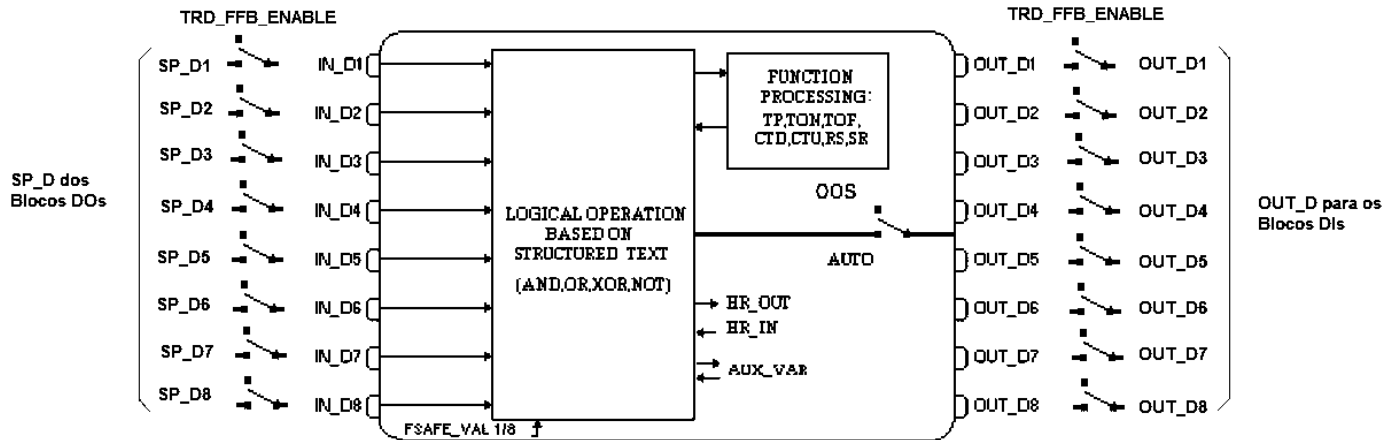 TRD_FFB_ENABLE
TRD_FFB_ENABLE
SP_D dos
Blocos DOs
SP_D1
SP_D2
SP_D3
SP_D4
SP_D5
SP_D6
SP_D7
SP_D8
IN_D1
IN_D2
IN_D3
IN_D4
IN_D5
IN_D6
IN_D7
IN_D8
FSAFE_VAL 1/8
LOGICAL OPERATION
BASED ON
STRUCTURED TEXT
(AND,OR,XOR,NOT)
FUNCTION
PROCESSING:
TP,TON,TOF,
CTD,CTU,RS,SR
OOS
AUTO
HR_OUT
HR_IN
AUX_VAR
OUT_D1
OUT_D2
OUT_D3
OUT_D4
OUT_D5
OUT_D6
OUT_D7
OUT_D8
OUT_D1
OUT_D2
OUT_D3
OUT_D4
OUT_D5
OUT_D6
OUT_D7
OUT_D8
OUT_D para os
Blocos DIs